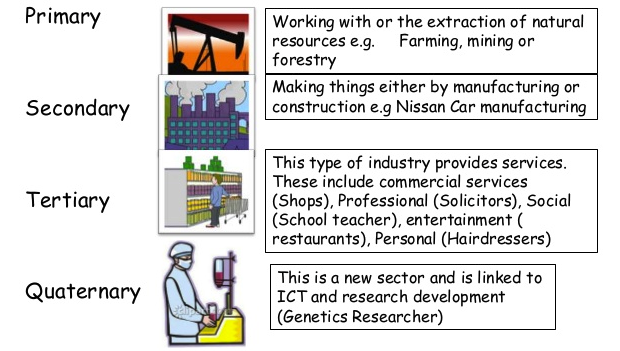 Primary
Working with or the extraction of natural
resources e.g. Farming, mining or
forestry
Secondary
Making things either by manufacturing or
construction e.g Nissan Car manufacturing
Tertiary
This type of industry provides services.
These include commercial services
(Shops), Professional (Solicitors), Social
(School teacher), entertainment (
restaurants), Personal (Hairdressers)
Quaternary
This is a new sector and is linked to
ICT and research development
(Genetics Researcher)